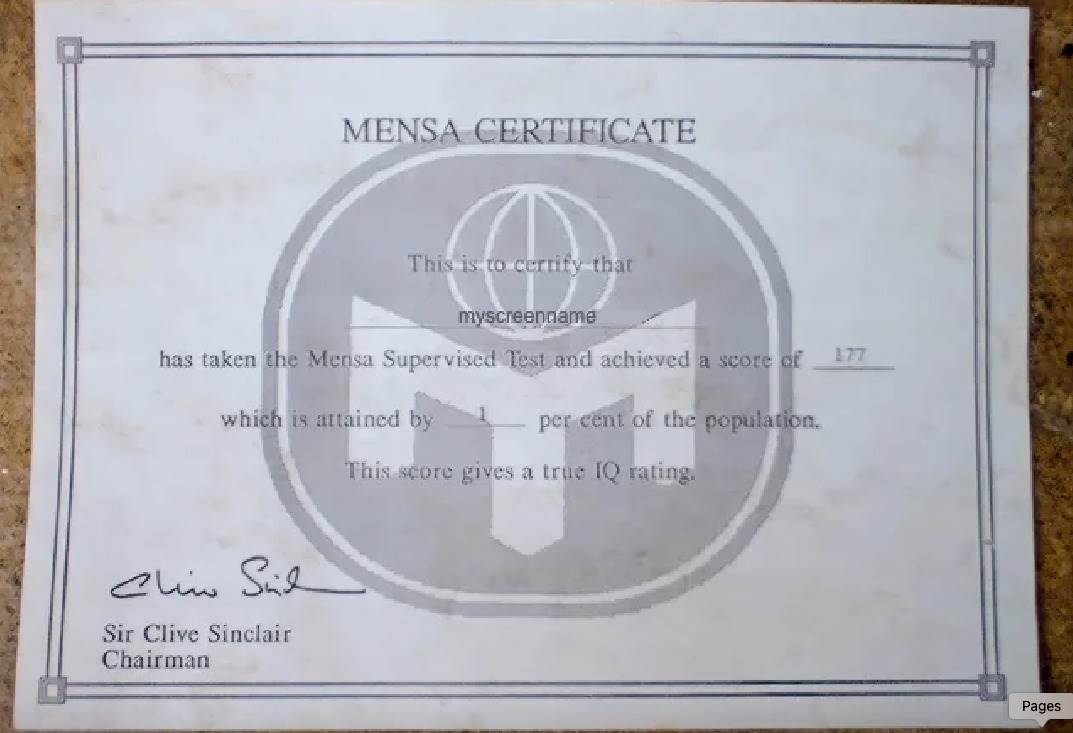 MENSA CERTIFICATE
This is to certify that
myscreenname
has taken the Mensa Supervised Test and achieved a score of 177
which is attained by 1 per cent of the population.
This score gives a true IQ rating.
Clive Sinclair
Sir Clive Sinclair
Chairman
Pages